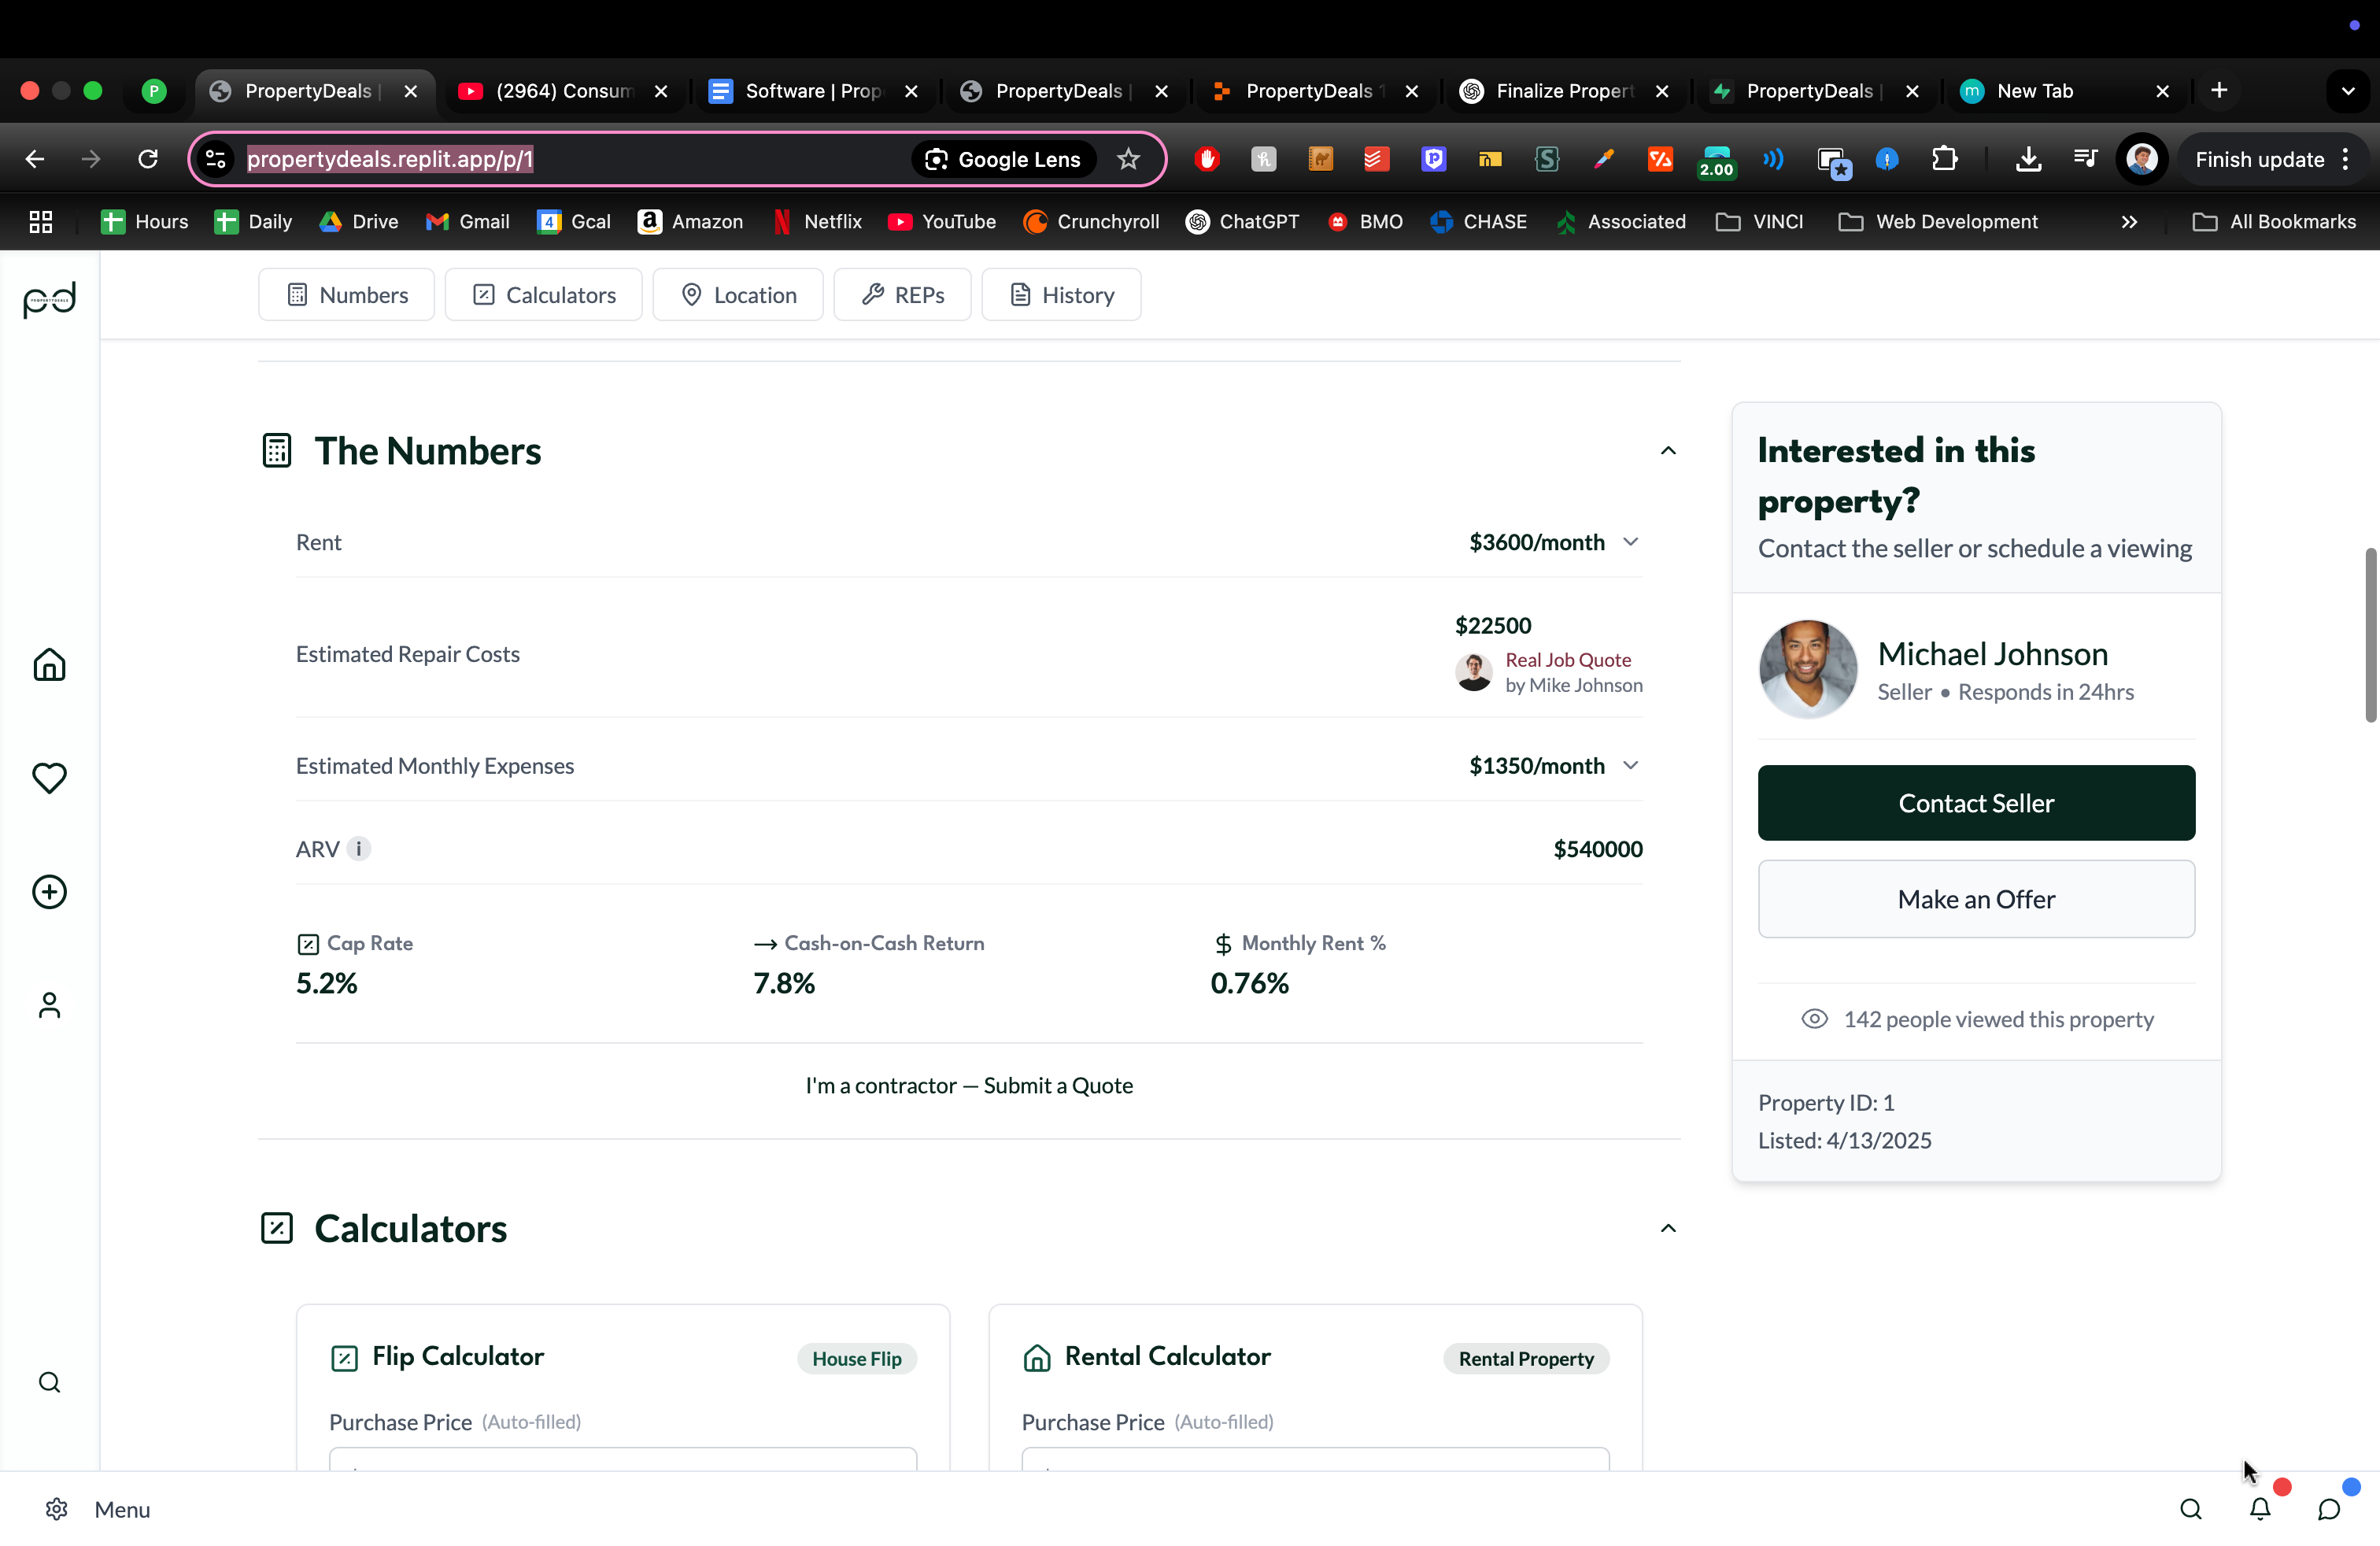 P
PropertyDeals |
(2964) Consum
Software | Prop
PropertyDeals |
PropertyDeals 1
Finalize Propert
PropertyDeals |
m
New Tab
propertydeals.replit.app/p/1
Google Lens
2.00
Finish update
Hours
Daily
Drive
Gmail
4
Gcal
a
Amazon
Netflix
YouTube
Crunchyroll
ChatGPT
BMO
CHASE
Associated
VINCI
Web Development
All Bookmarks
pd
PROPERTYDEALS
Numbers
Calculators
Location
REPs
History
The Numbers
Rent
$3600/month
Estimated Repair Costs
$22500
Real Job Quote
by Mike Johnson
Estimated Monthly Expenses
$1350/month
ARV i
$540000
Cap Rate
5.2%
Cash-on-Cash Return
7.8%
$ Monthly Rent %
0.76%
I'm a contractor — Submit a Quote
Calculators
Flip Calculator
House Flip
Purchase Price (Auto-filled)
Rental Calculator
Rental Property
Purchase Price (Auto-filled)
Interested in this
property?
Contact the seller or schedule a viewing
Michael Johnson
Seller • Responds in 24hrs
Contact Seller
Make an Offer
142 people viewed this property
Property ID: 1
Listed: 4/13/2025
Menu